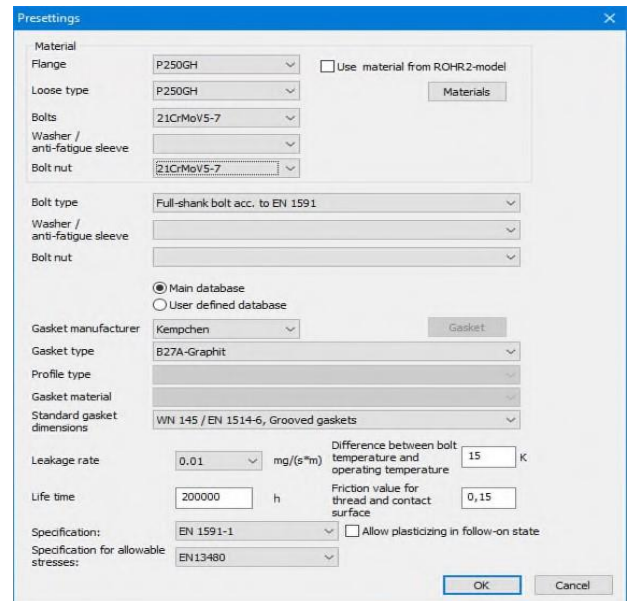 Presettings
Material
Flange P250GH Use material from ROHR2-model
Loose type P250GH Materials
Bolts 21CrMoV5-7
Washer /
anti-fatigue sleeve
Bolt nut 21CrMoV5-7
Bolt type Full-shank bolt acc. to EN 1591
Washer /
anti-fatigue sleeve
Bolt nut
Main database
User defined database
Gasket manufacturer Kempchen Gasket
Gasket type B27A-Graphit
Profile type
Gasket material
Standard gasket
dimensions WN 145 / EN 1514-6, Grooved gaskets
Leakage rate 0.01 mg/(s*m)
Difference between bolt
temperature and
operating temperature 15 K
Life time 200000 h
Friction value for
thread and contact
surface 0,15
Specification: EN 1591-1 Allow plasticizing in follow-on state
Specification for allowable
stresses: EN13480
OK Cancel